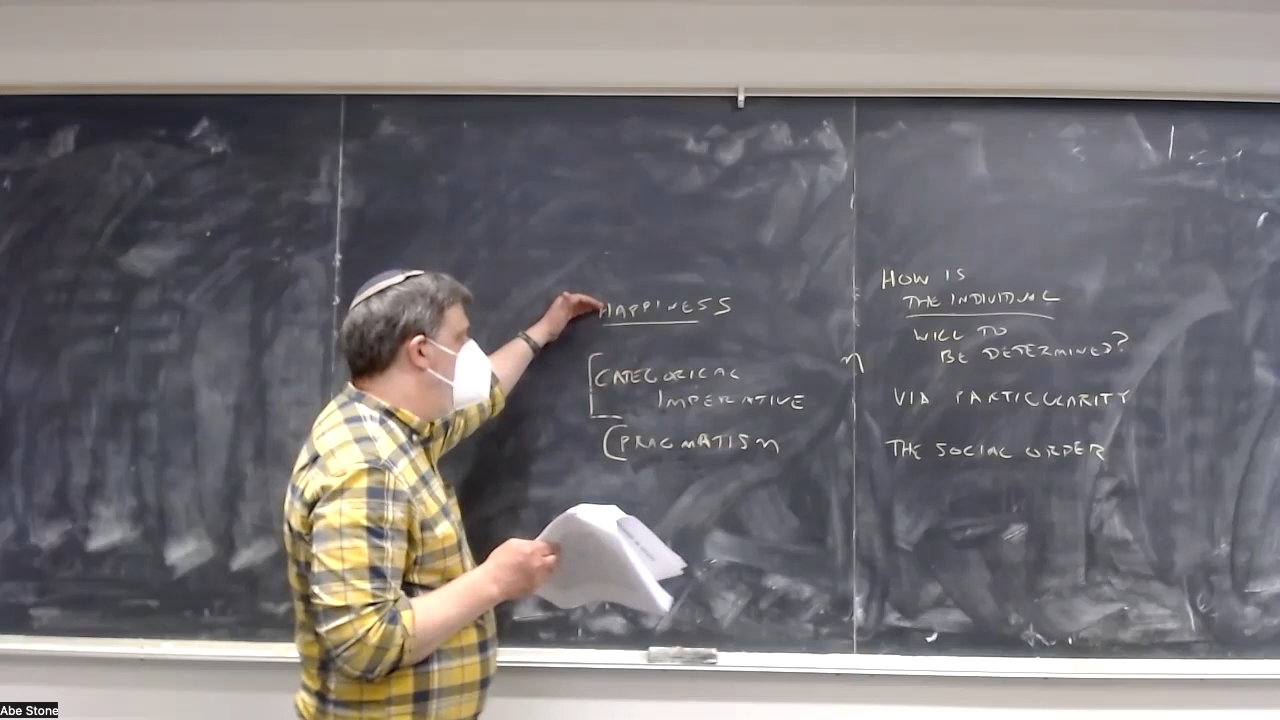 HAPPINESS
CATEGORICAL
IMPERATIVE
(PRAGMATISM
HOW IS
THE INDIVIDUAL
WILL TO
BE DETERMINED?
VIA PARTICULARITY
THE SOCIAL ORDER
Abe Stone